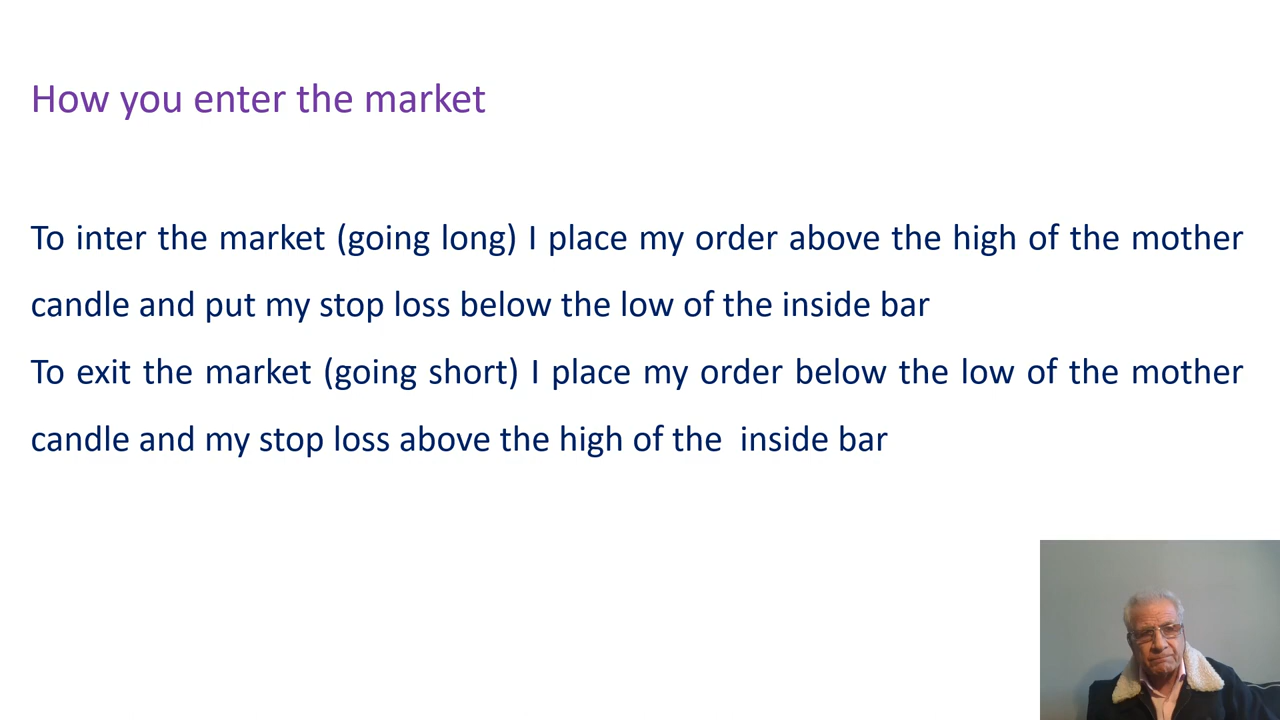 How you enter the market
To inter the market (going long) I place my order above the high of the mother
candle and put my stop loss below the low of the inside bar
To exit the market (going short) I place my order below the low of the mother
candle and my stop loss above the high of the  inside bar